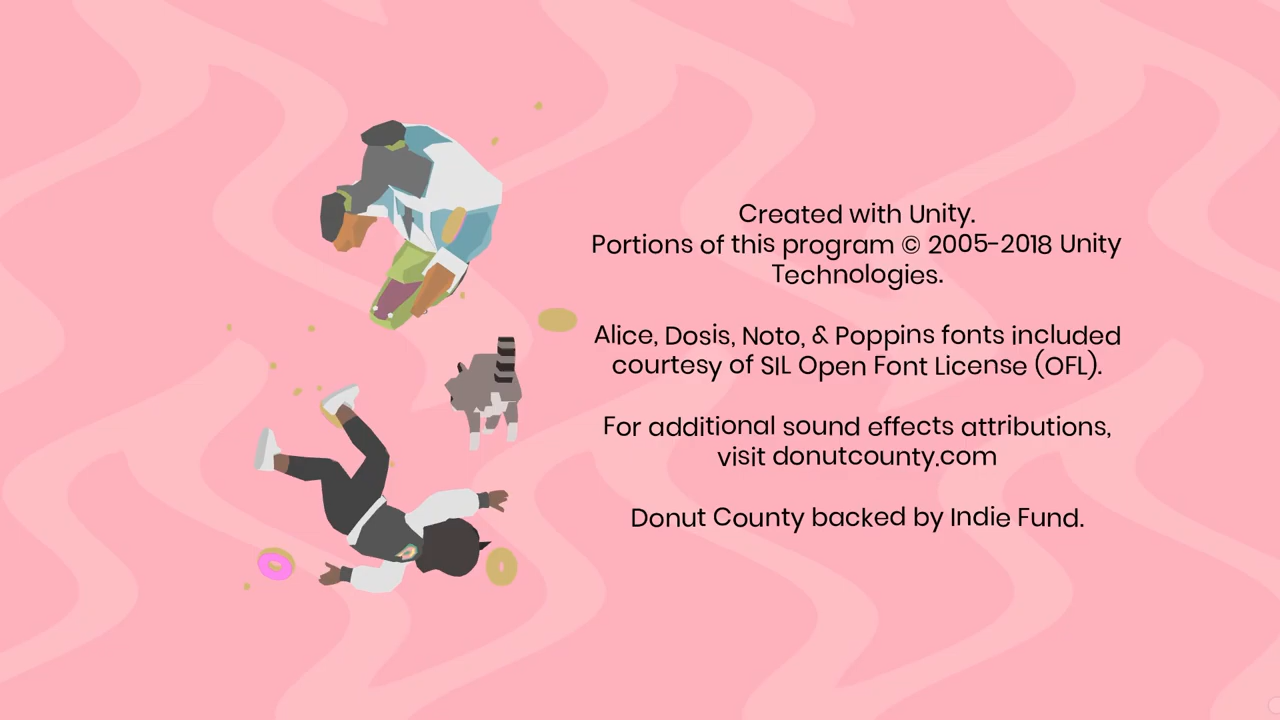 Created with Unity.
Portions of this program © 2005-2018 Unity
Technologies.
Alice, Dosis, Noto, & Poppins fonts included
courtesy of SIL Open Font License (OFL).
For additional sound effects attributions,
visit donutcounty.com
Donut County backed by Indie Fund.